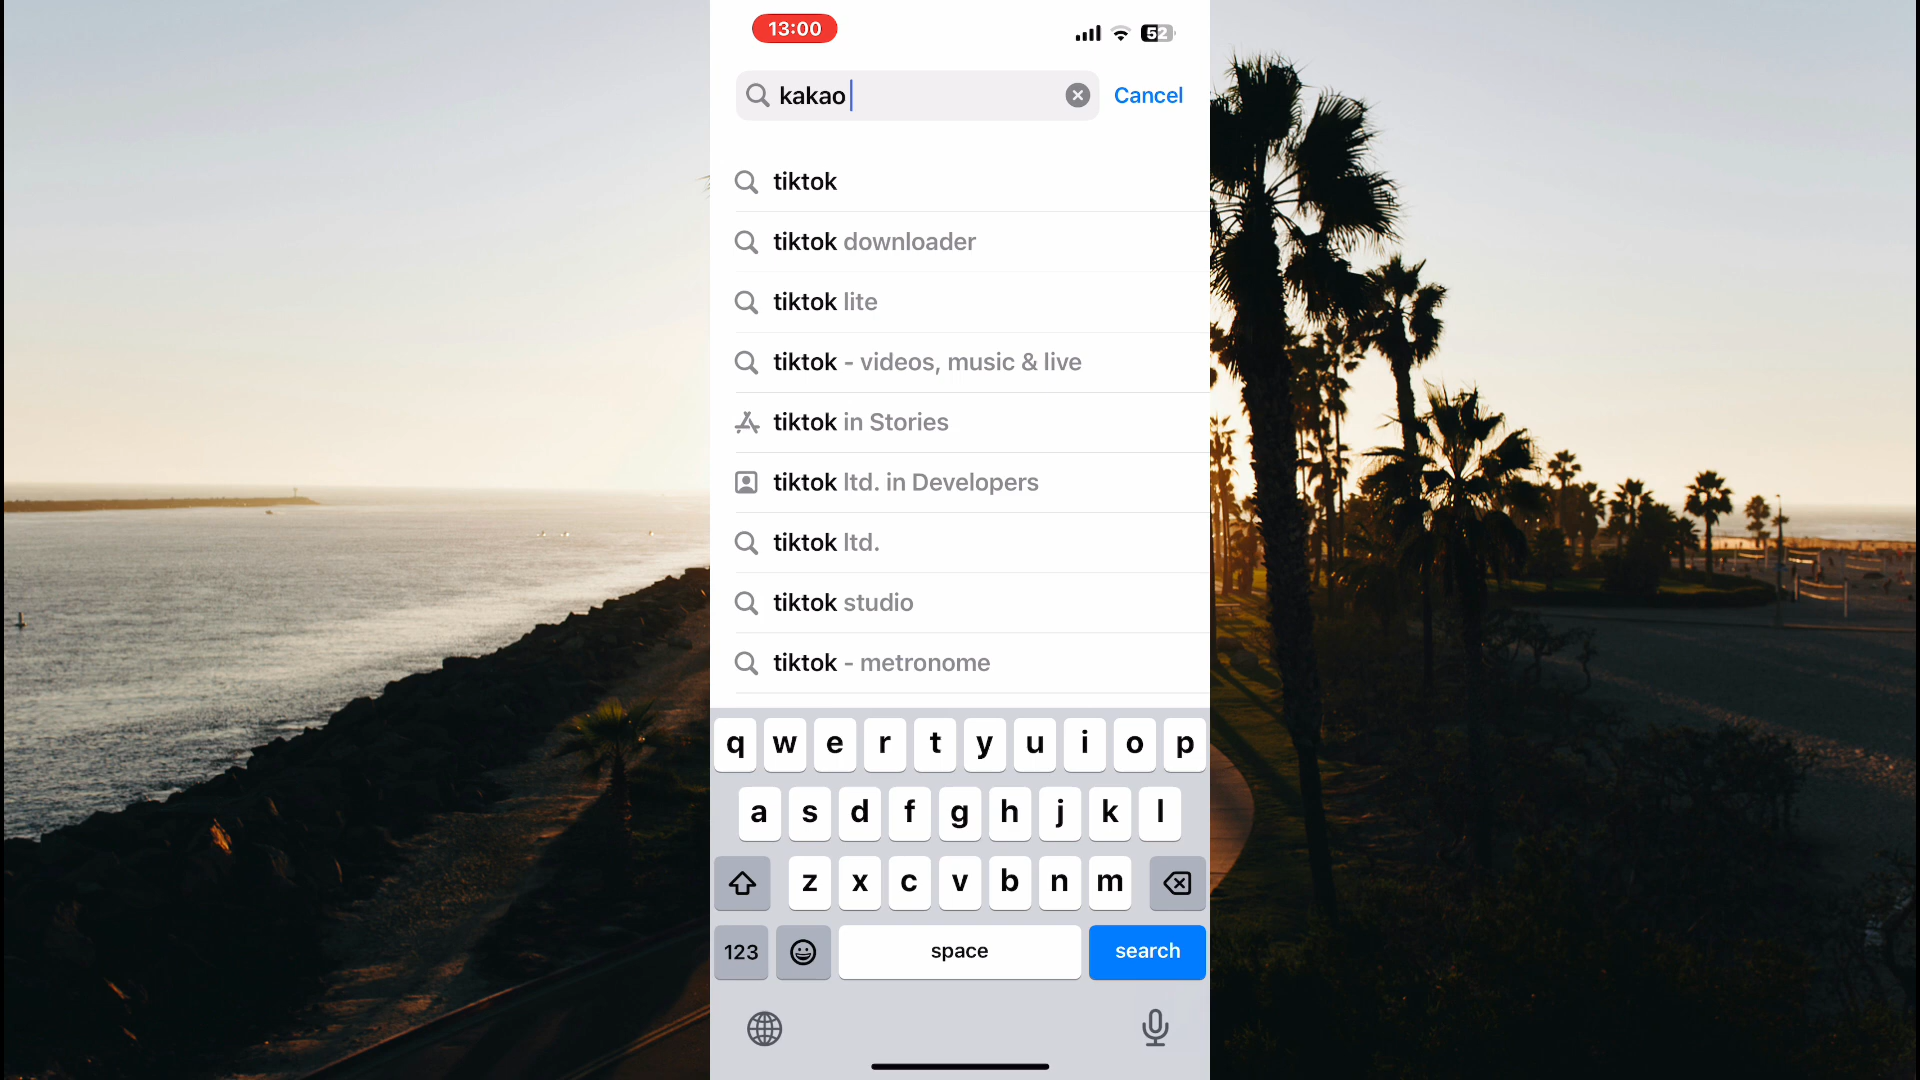 13:00
52
kakao
Cancel
tiktok
tiktok downloader
tiktok lite
tiktok - videos, music & live
tiktok in Stories
tiktok ltd. in Developers
tiktok ltd.
tiktok studio
tiktok - metronome
q w e r t y u i o p
a s d f g h j k l
z x c v b n m
123 space search